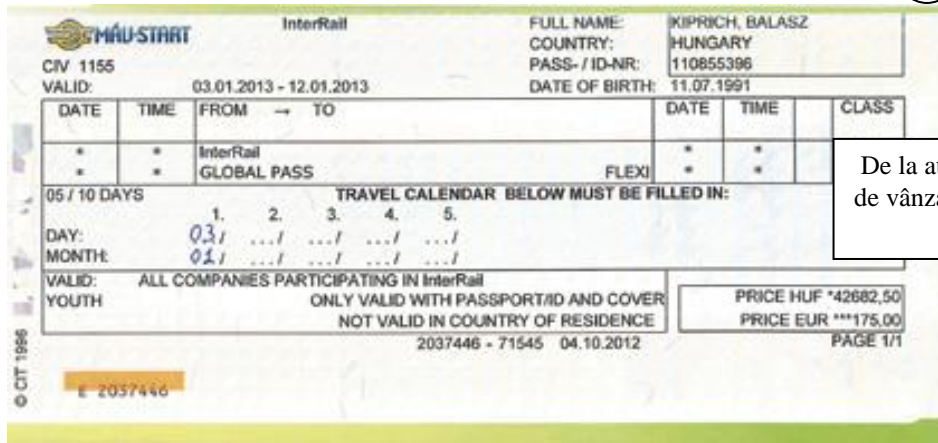 MÁV-START InterRail FULL NAME: KIPRICH, BALASZ
COUNTRY: HUNGARY
CIV 1155 PASS- / ID-NR: 110855396
VALID: 03.01.2013 - 12.01.2013 DATE OF BIRTH: 11.07.1991
DATE TIME FROM → TO DATE TIME CLASS
* * InterRail * *
* * GLOBAL PASS FLEXI * *
De la
de
05 / 10 DAYS TRAVEL CALENDAR BELOW MUST BE FILLED IN:
1. 2. 3. 4. 5.
DAY: 03/ .../ .../ .../ .../
MONTH: 01/ .../ .../ .../ .../
VALID: ALL COMPANIES PARTICIPATING IN InterRail
YOUTH ONLY VALID WITH PASSPORT/ID AND COVER PRICE HUF *42682,50
NOT VALID IN COUNTRY OF RESIDENCE PRICE EUR ***175,00
2037446 - 71545 04.10.2012 PAGE 1/1
© CIT 1996
E 2037446